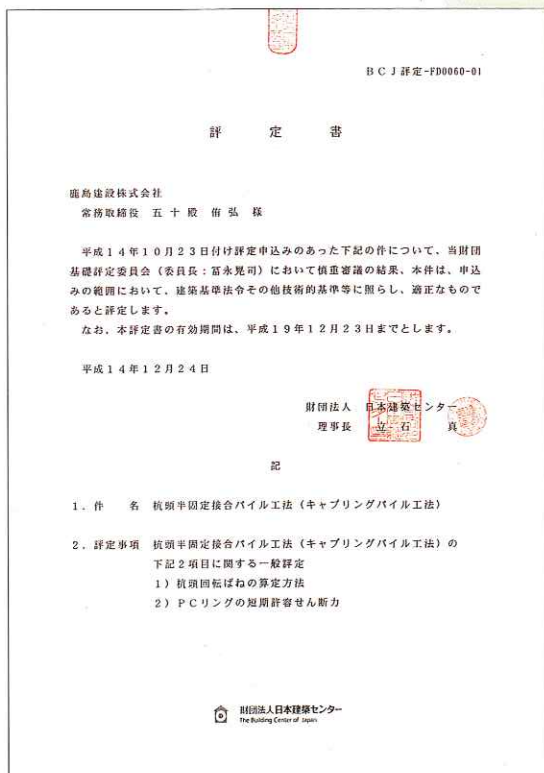 BCJ評定-FD0060-01
評定書
鹿島建設株式会社
常務取締役 五十殿 侑弘 様
平成14年10月23日付け評定申込みのあった下記の件について、当財団
基礎評定委員会（委員長：冨永晃司）において慎重審議の結果、本件は、申込
みの範囲において、建築基準法令その他技術的基準等に照らし、適正なもので
あると評定します。
なお、本評定書の有効期間は、平成19年12月23日までとします。
平成14年12月24日
財団法人 日本建築センター
理事長 立石 真
記
1．件 名 杭頭半固定接合パイル工法（キャプリングパイル工法）
2．評定事項 杭頭半固定接合パイル工法（キャプリングパイル工法）の
下記2項目に関する一般評定
1）杭頭回転ばねの算定方法
2）PCリングの短期許容せん断力
財団法人日本建築センター
The Building Center of Japan